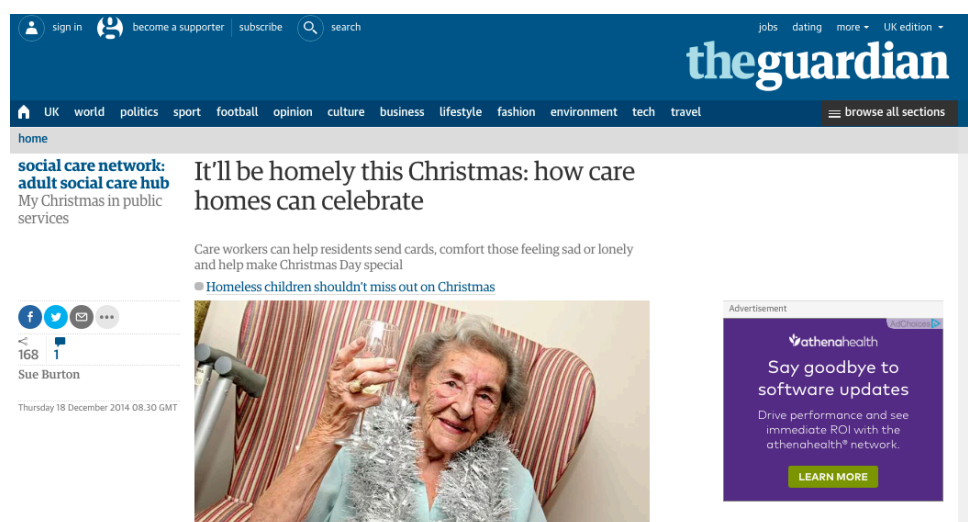 sign in
become a supporter
subscribe
search
jobs
dating
more
UK edition
theguardian
UK world politics sport football opinion culture business lifestyle fashion environment tech travel
browse all sections
home
social care network:
adult social care hub
My Christmas in public
services
It'll be homely this Christmas: how care
homes can celebrate
Care workers can help residents send cards, comfort those feeling sad or lonely
and help make Christmas Day special
Homeless children shouldn't miss out on Christmas
168 1
Sue Burton
Thursday 18 December 2014 08.30 GMT
Advertisement
AdChoices
athenahealth
Say goodbye to
software updates
Drive performance and see
immediate ROI with the
athenahealth® network.
LEARN MORE